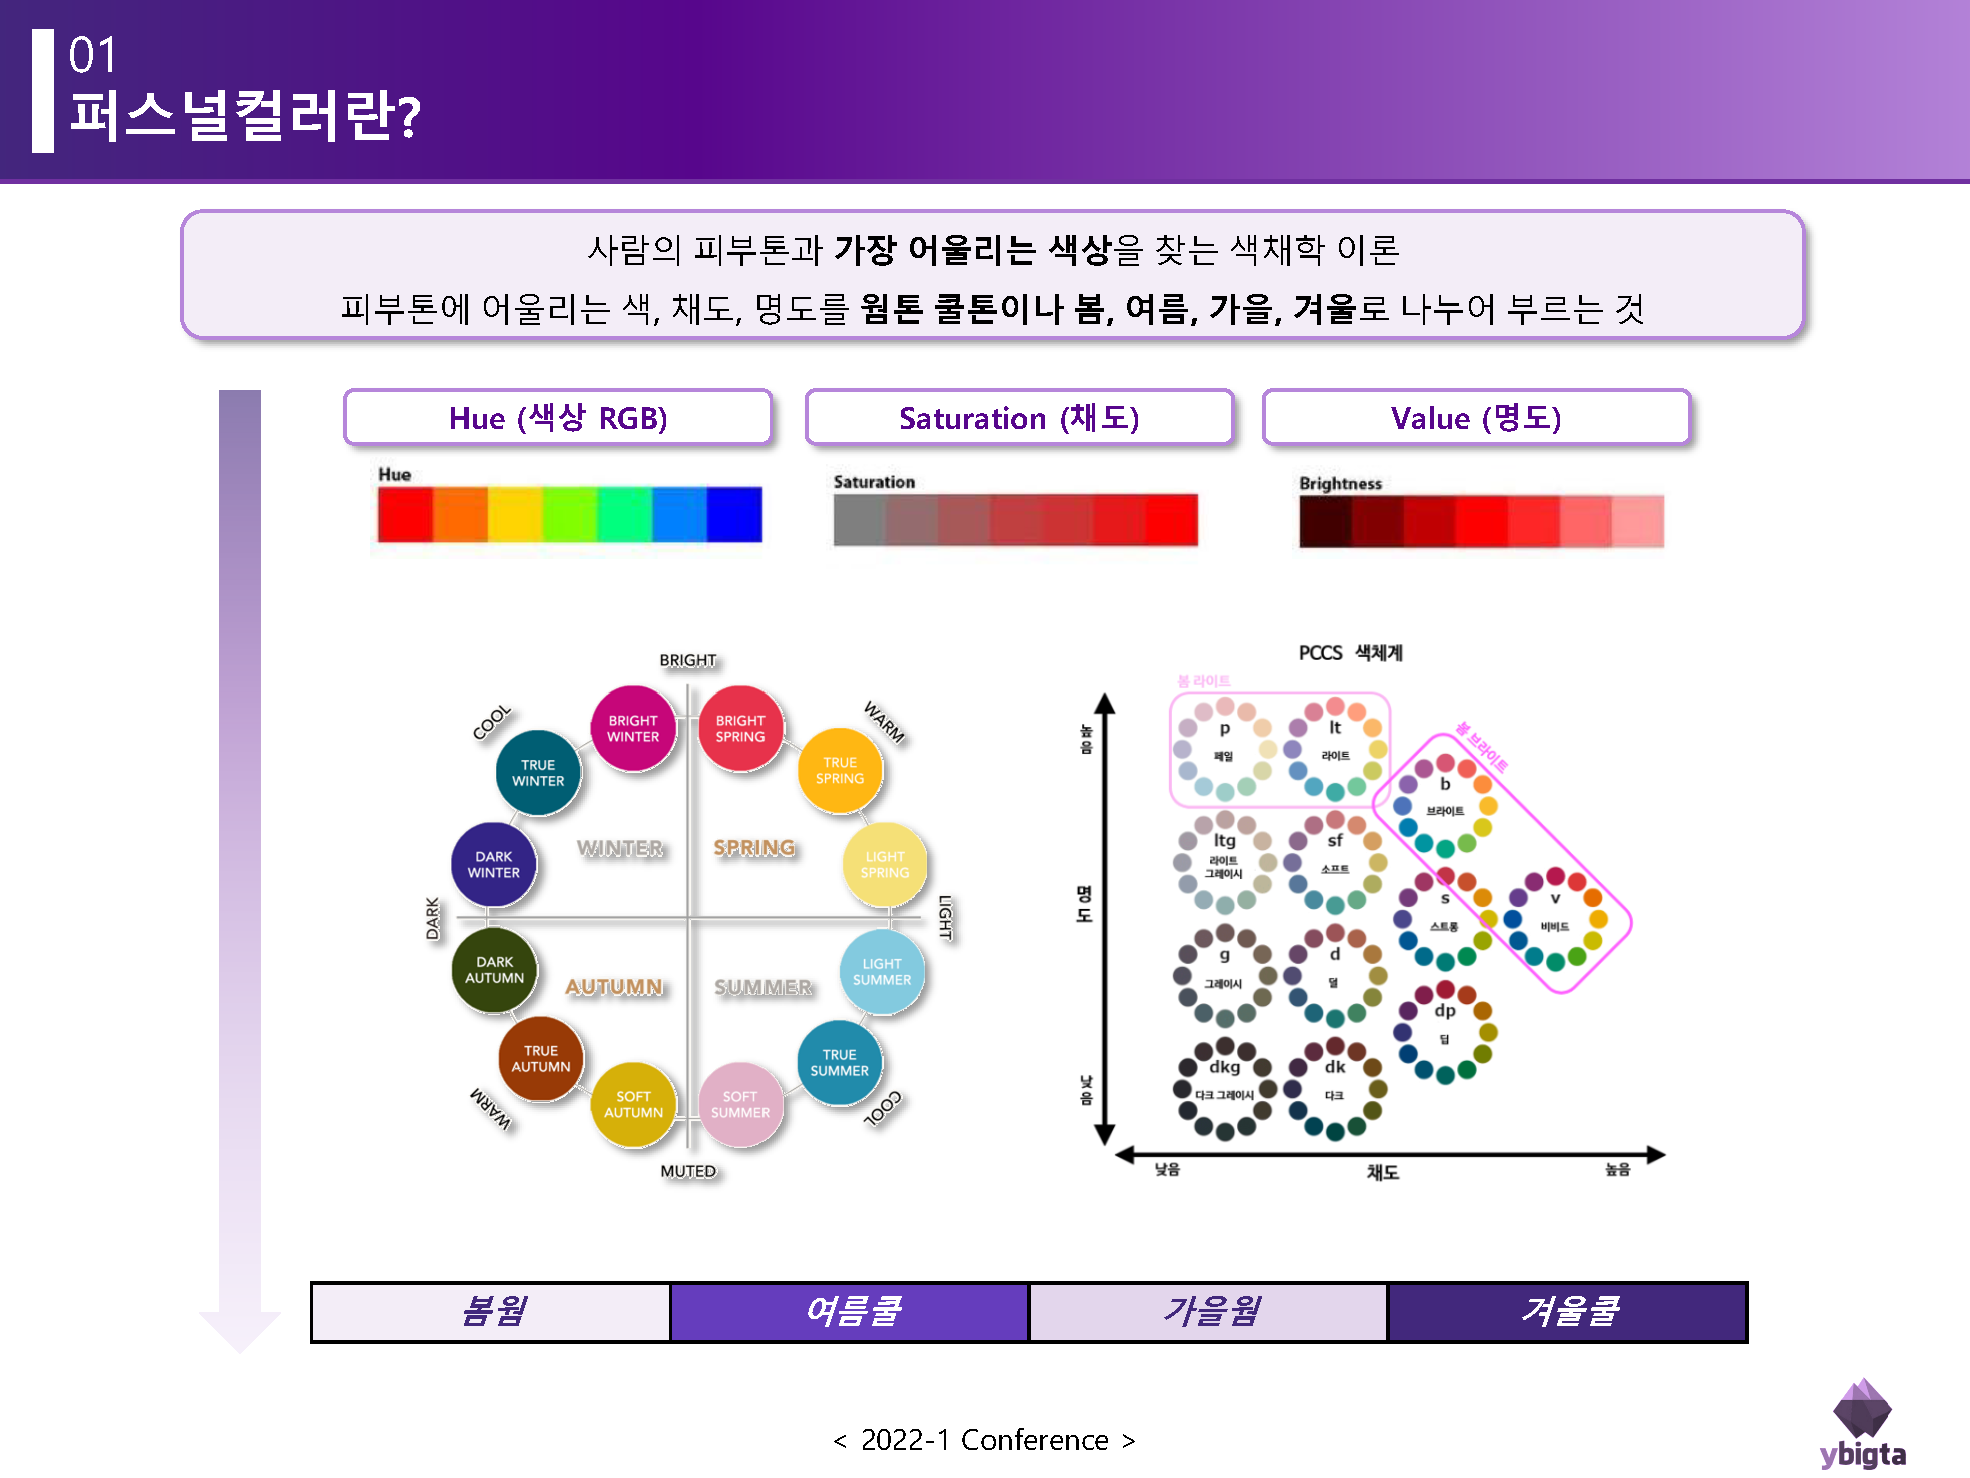 01
퍼스널컬러란?
사람의 피부톤과 가장 어울리는 색상을 찾는 색채학 이론
피부톤에 어울리는 색, 채도, 명도를 웜톤 쿨톤이나 봄, 여름, 가을, 겨울로 나누어 부르는 것
Hue (색상 RGB)
Saturation (채도)
Value (명도)
Hue
Saturation
Brightness
BRIGHT
COOL
WARM
BRIGHT
WINTER
BRIGHT
SPRING
TRUE
WINTER
TRUE
SPRING
DARK
WINTER
WINTER
SPRING
LIGHT
SPRING
DARK
LIGHT
DARK
AUTUMN
AUTUMN
SUMMER
LIGHT
SUMMER
TRUE
AUTUMN
TRUE
SUMMER
SOFT
AUTUMN
SOFT
SUMMER
WARM
COOL
MUTED
PCCS 색체계
봄 라이트
봄 브라이트
높음
명도
낮음
p
페일
lt
라이트
b
브라이트
ltg
라이트
그레이시
sf
소프트
s
스트롱
v
비비드
g
그레이시
d
덜
dp
딥
dkg
다크 그레이시
dk
다크
낮음
채도
높음
봄웜
여름쿨
가을웜
겨울쿨
< 2022-1 Conference >
ybigta